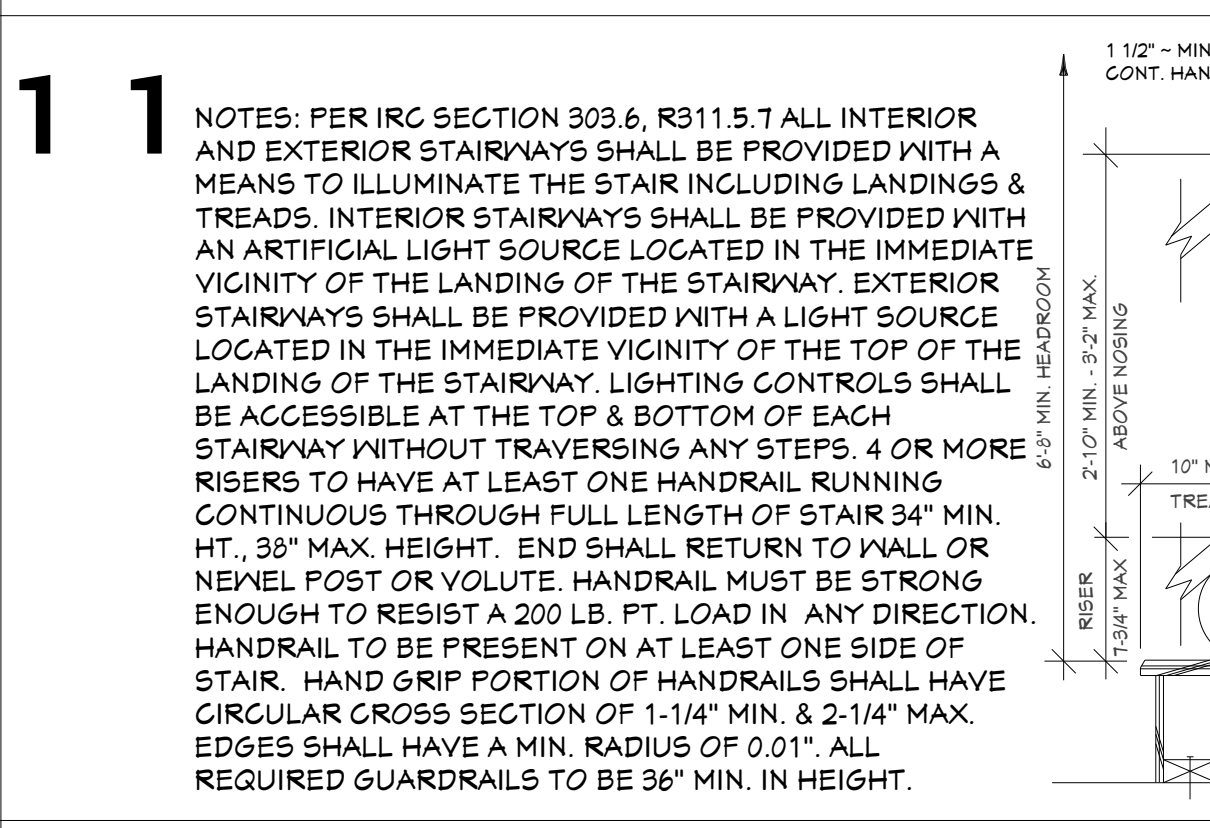 1 1
NOTES: PER IRC SECTION 303.6, R311.5.7 ALL INTERIOR
AND EXTERIOR STAIRWAYS SHALL BE PROVIDED WITH A
MEANS TO ILLUMINATE THE STAIR INCLUDING LANDINGS &
TREADS. INTERIOR STAIRWAYS SHALL BE PROVIDED WITH
AN ARTIFICIAL LIGHT SOURCE LOCATED IN THE IMMEDIATE
VICINITY OF THE LANDING OF THE STAIRWAY. EXTERIOR
STAIRWAYS SHALL BE PROVIDED WITH A LIGHT SOURCE
LOCATED IN THE IMMEDIATE VICINITY OF THE TOP OF THE
LANDING OF THE STAIRWAY. LIGHTING CONTROLS SHALL
BE ACCESSIBLE AT THE TOP & BOTTOM OF EACH
STAIRWAY WITHOUT TRAVERSING ANY STEPS. 4 OR MORE
RISERS TO HAVE AT LEAST ONE HANDRAIL RUNNING
CONTINUOUS THROUGH FULL LENGTH OF STAIR 34" MIN.
HT., 38" MAX. HEIGHT. END SHALL RETURN TO WALL OR
NEWEL POST OR VOLUTE. HANDRAIL MUST BE STRONG
ENOUGH TO RESIST A 200 LB. PT. LOAD IN ANY DIRECTION.
HANDRAIL TO BE PRESENT ON AT LEAST ONE SIDE OF
STAIR. HAND GRIP PORTION OF HANDRAILS SHALL HAVE
CIRCULAR CROSS SECTION OF 1-1/4" MIN. & 2-1/4" MAX.
EDGES SHALL HAVE A MIN. RADIUS OF 0.01". ALL
REQUIRED GUARDRAILS TO BE 36" MIN. IN HEIGHT.
1 1/2" ~ MIN
CONT. HAN
6'-8" MIN. HEADROOM
2'-10" MIN. - 3'-2" MAX.
ABOVE NOSING
10"
TREA
RISER
7-3/4" MAX